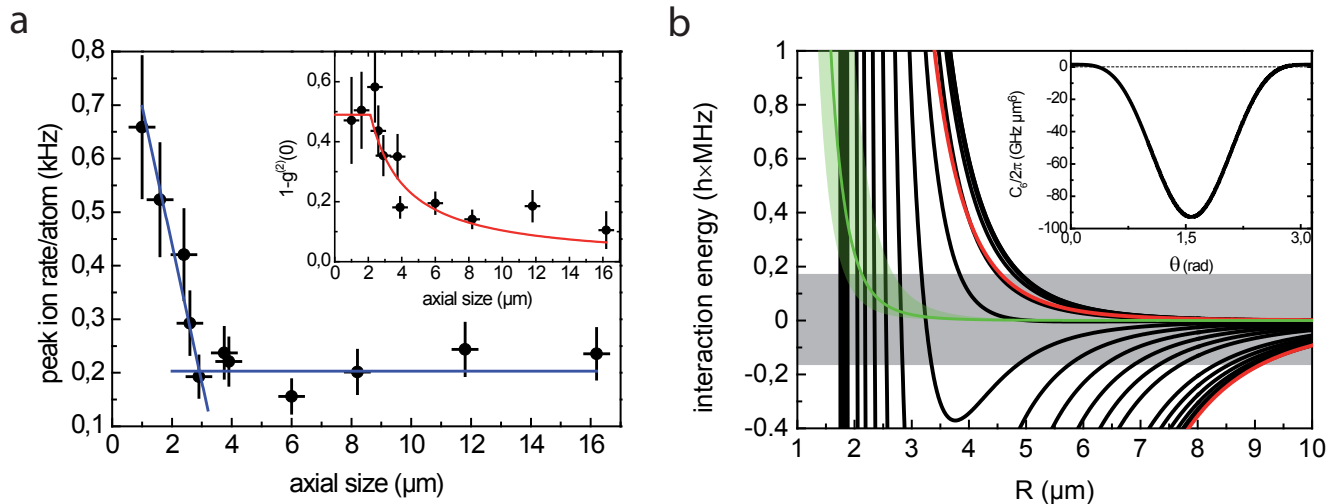 a
peak ion rate/atom (kHz)
0,8
0,7
0,6
0,5
0,4
0,3
0,2
0,1
0 2 4 6 8 10 12 14 16
axial size (μm)
1-g⁽²⁾(0)
0,6
0,4
0,2
0,0
0 2 4 6 8 10 12 14 16
axial size (μm)
b
interaction energy (h×MHz)
1
0.8
0.6
0.4
0.2
0
-0.2
-0.4
1 2 3 4 5 6 7 8 9 10
R (μm)
C₆/2π (GHz μm⁶)
0
-20
-40
-60
-80
-100
0,0 1,5 3,0
θ (rad)